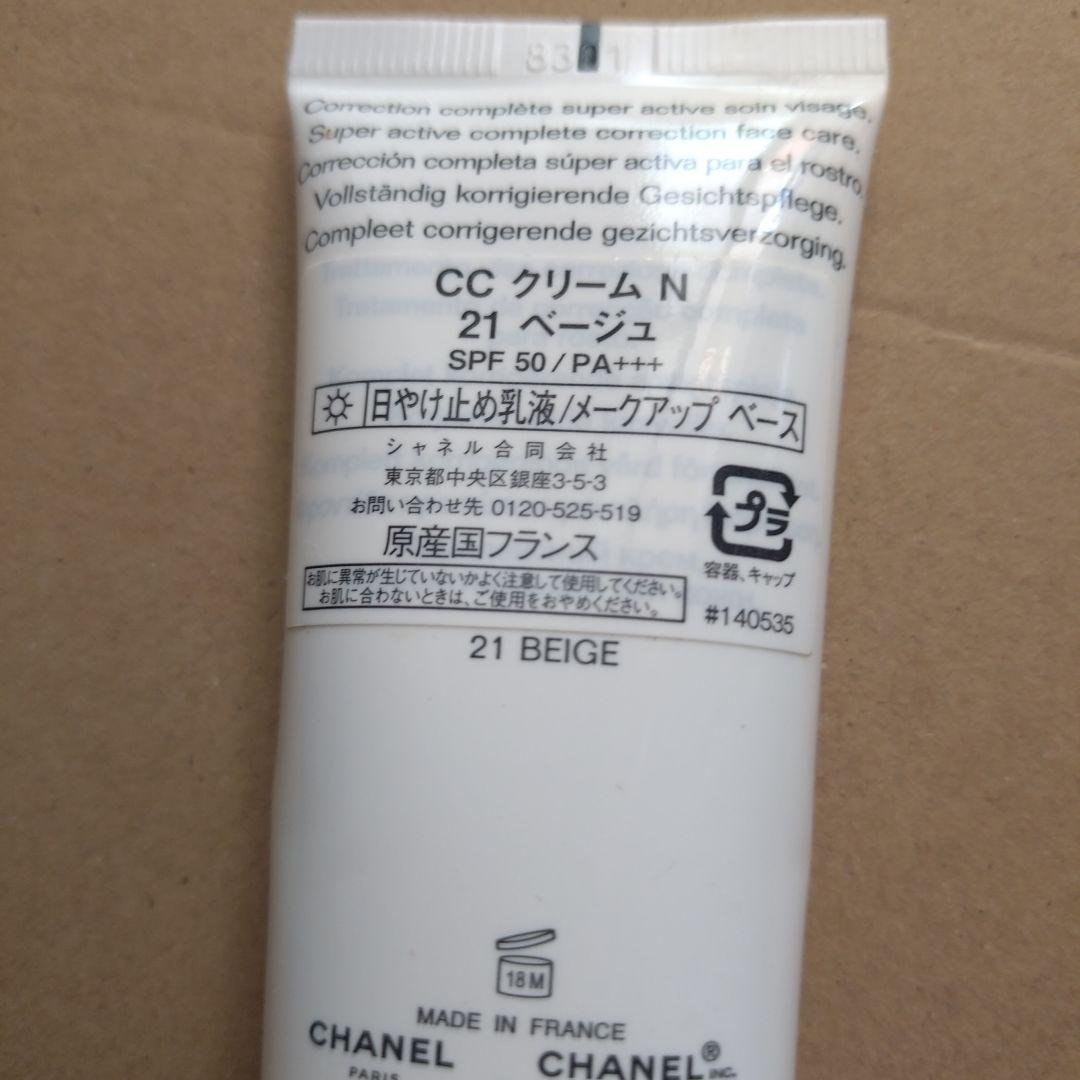 Correction complète super active soin visage.
Super active complete correction face care.
Corrección completa súper activa para el rostro.
Vollständig korrigierende Gesichtspflege.
Compleet corrigerende gezichtsverzorging.
CC クリーム N
21 ベージュ
SPF 50/PA+++
日やけ止め乳液/メークアップ ベース
シャネル合同会社
東京都中央区銀座3-5-3
お問い合わせ先 0120-525-519
原産国フランス
プラ
容器、キャップ
お肌に異常が生じていないかよく注意して使用してください。
お肌に合わないときは、ご使用をおやめください。
#140535
21 BEIGE
18M
MADE IN FRANCE
CHANEL
PARIS
CHANEL®
INC.